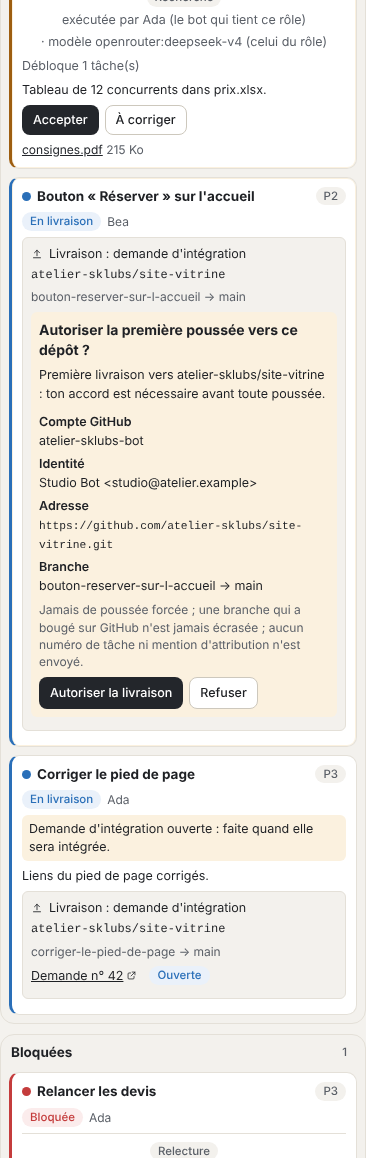 exécutée par Ada (le bot qui tient ce rôle)
· modèle openrouter:deepseek-v4 (celui du rôle)
Débloque 1 tâche(s)
Tableau de 12 concurrents dans prix.xlsx.
Accepter À corriger
consignes.pdf 215 Ko
Bouton « Réserver » sur l'accueil P2
En livraison Bea
Livraison : demande d'intégration
atelier-sklubs/site-vitrine
bouton-reserver-sur-l-accueil → main
Autoriser la première poussée vers ce
dépôt ?
Première livraison vers atelier-sklubs/site-vitrine
: ton accord est nécessaire avant toute poussée.
Compte GitHub
atelier-sklubs-bot
Identité
Studio Bot <studio@atelier.example>
Adresse
https://github.com/atelier-sklubs/site-
vitrine.git
Branche
bouton-reserver-sur-l-accueil → main
Jamais de poussée forcée ; une branche qui a
bougé sur GitHub n'est jamais écrasée ; aucun
numéro de tâche ni mention d'attribution n'est
envoyé.
Autoriser la livraison Refuser
Corriger le pied de page P3
En livraison Ada
Demande d'intégration ouverte : faite quand elle
sera intégrée.
Liens du pied de page corrigés.
Livraison : demande d'intégration
atelier-sklubs/site-vitrine
corriger-le-pied-de-page → main
Demande n° 42 Ouverte
Bloquées 1
Relancer les devis P3
Bloquée Ada
Relecture